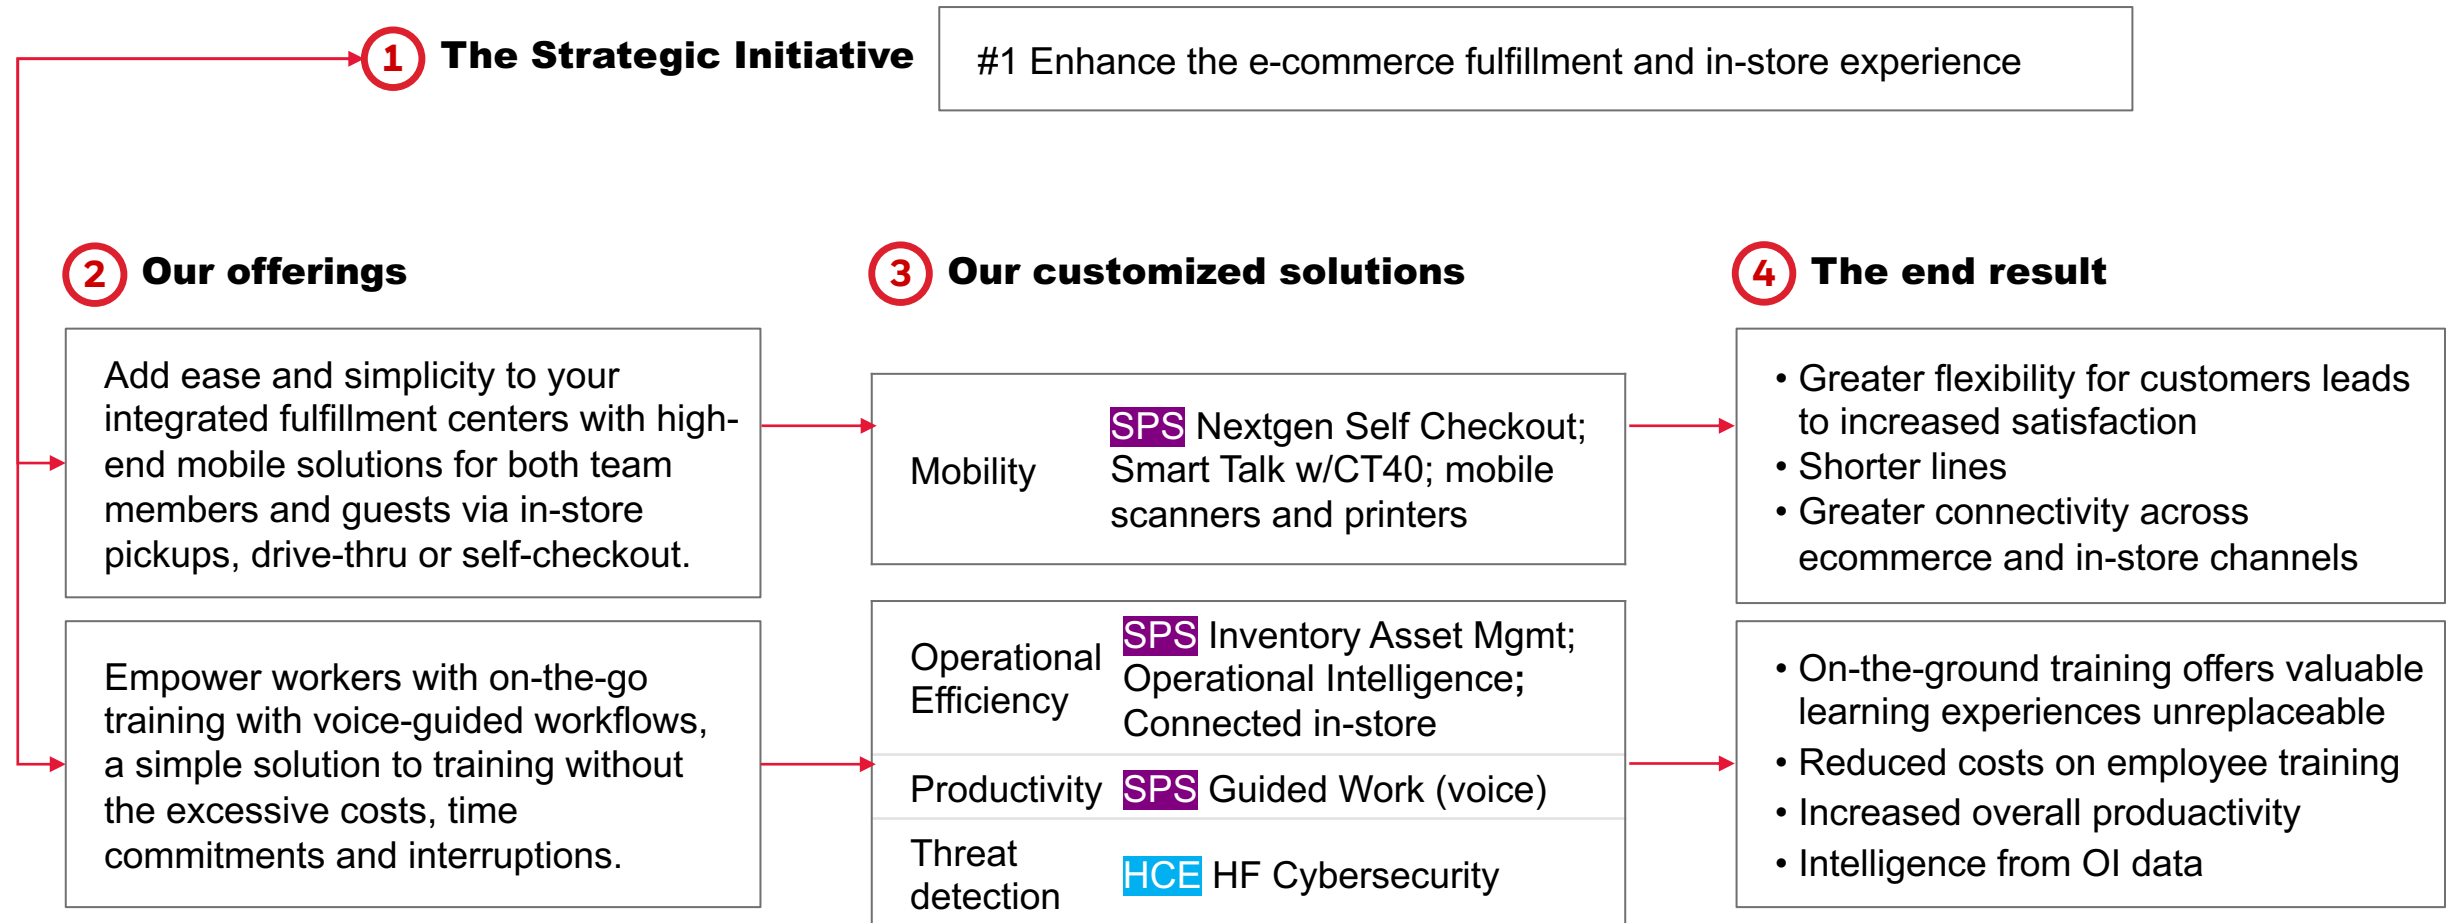 1 The Strategic Initiative
#1 Enhance the e-commerce fulfillment and in-store experience
2 Our offerings
Add ease and simplicity to your
integrated fulfillment centers with high-
end mobile solutions for both team
members and guests via in-store
pickups, drive-thru or self-checkout.
Empower workers with on-the-go
training with voice-guided workflows,
a simple solution to training without
the excessive costs, time
commitments and interruptions.
3 Our customized solutions
Mobility
SPS Nextgen Self Checkout;
Smart Talk w/CT40; mobile
scanners and printers
Operational
Efficiency
SPS Inventory Asset Mgmt;
Operational Intelligence;
Connected in-store
Productivity
SPS Guided Work (voice)
Threat
detection
HCE HF Cybersecurity
4 The end result
• Greater flexibility for customers leads
to increased satisfaction
• Shorter lines
• Greater connectivity across
ecommerce and in-store channels
• On-the-ground training offers valuable
learning experiences unreplaceable
• Reduced costs on employee training
• Increased overall produactivity
• Intelligence from OI data